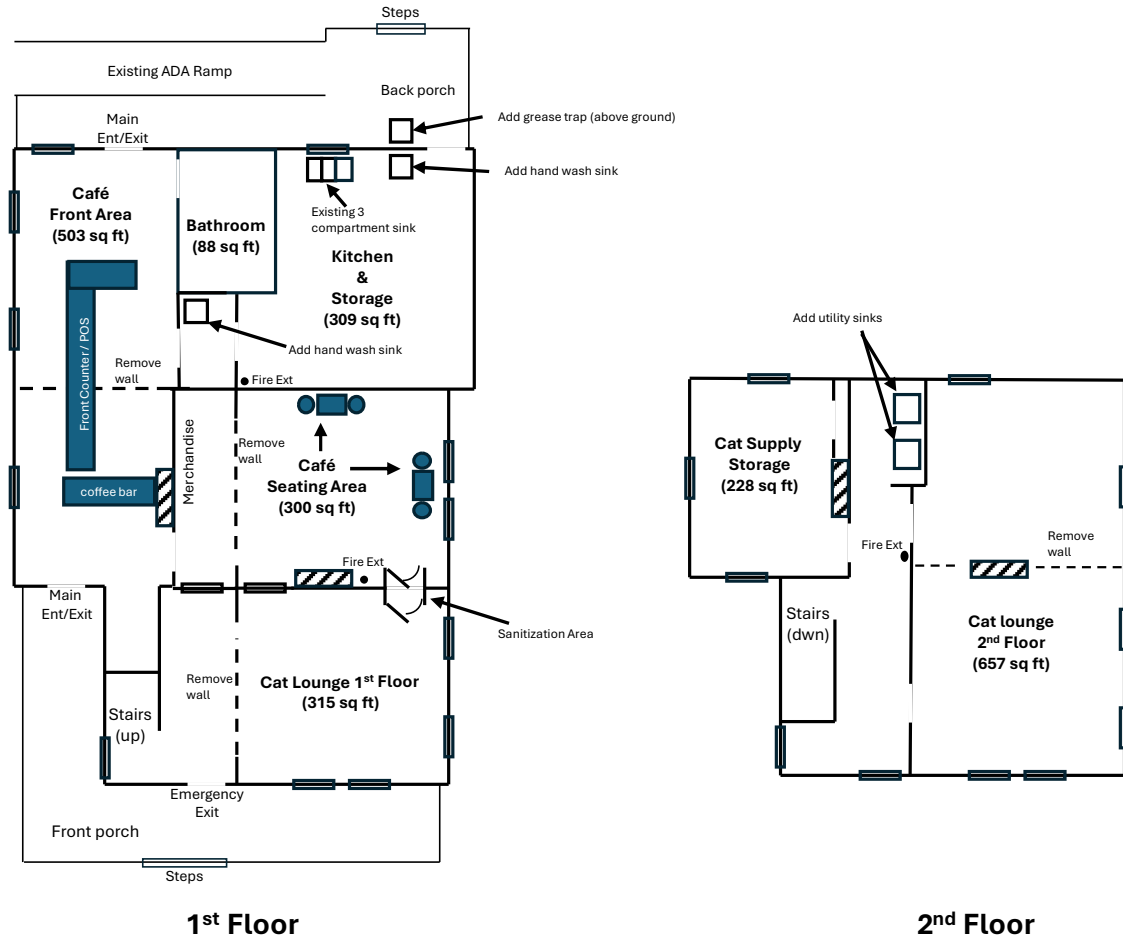 Steps
Existing ADA Ramp
Back porch
Add grease trap (above ground)
Main
Ent/Exit
Add hand wash sink
Café
Front Area
(503 sq ft)
Bathroom
(88 sq ft)
Existing 3
compartment sink
Kitchen
&
Storage
(309 sq ft)
Add hand wash sink
Front Counter / POS
Remove
wall
Fire Ext
Merchandise
Remove
wall
Café
Seating Area
(300 sq ft)
coffee bar
Fire Ext
Main
Ent/Exit
Sanitization Area
Remove
wall
Cat Lounge 1st Floor
(315 sq ft)
Stairs
(up)
Emergency
Exit
Front porch
Steps
1st Floor
Add utility sinks
Cat Supply
Storage
(228 sq ft)
Fire Ext
Remove
wall
Stairs
(dwn)
Cat lounge
2nd Floor
(657 sq ft)
2nd Floor